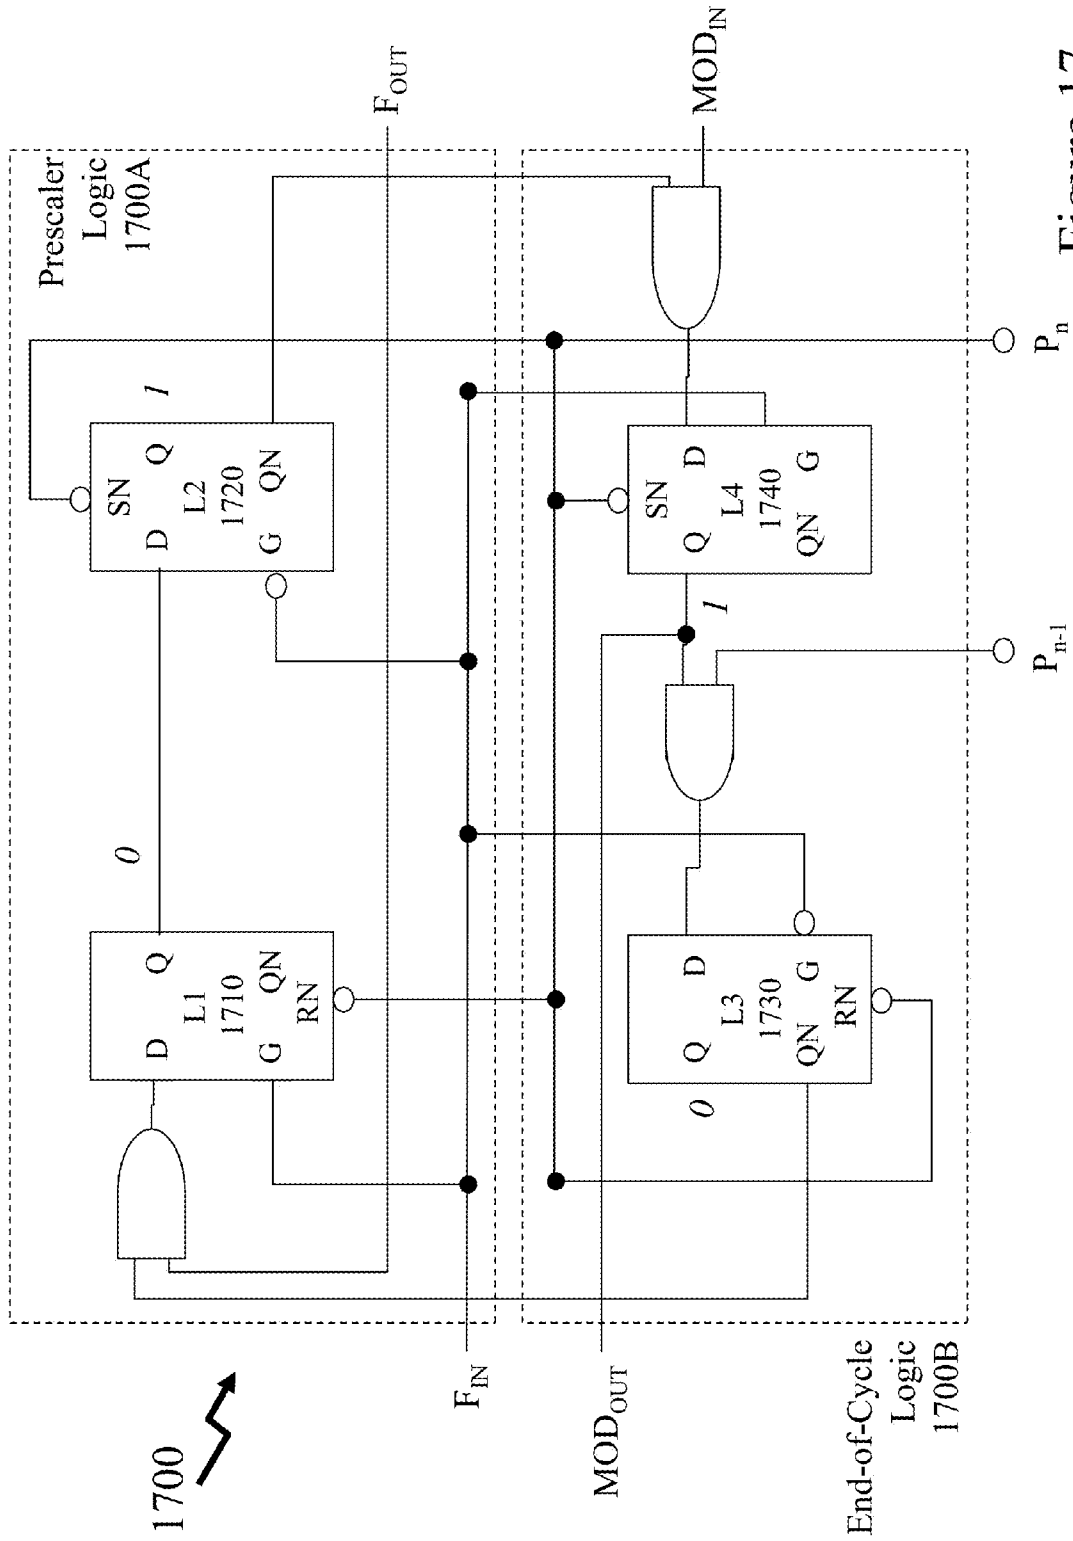 1700
Prescaler
Logic
1700A
F_OUT
D
Q
L1
1710
G
QN
RN
0
SN
D
Q
L2
1720
G
QN
1
F_IN
MOD_OUT
MOD_IN
Q
D
L3
1730
QN
G
RN
0
SN
Q
D
L4
1740
QN
G
1
End-of-Cycle
Logic
1700B
P_n-1
P_n
Figure 17